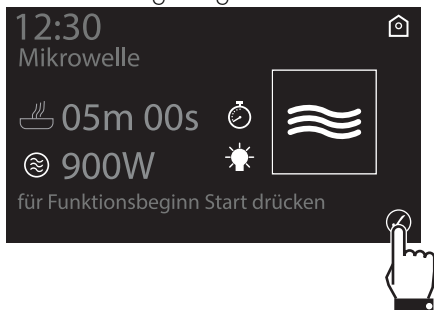 12:30
Mikrowelle
05m 00s
900W
für Funktionsbeginn Start drücken